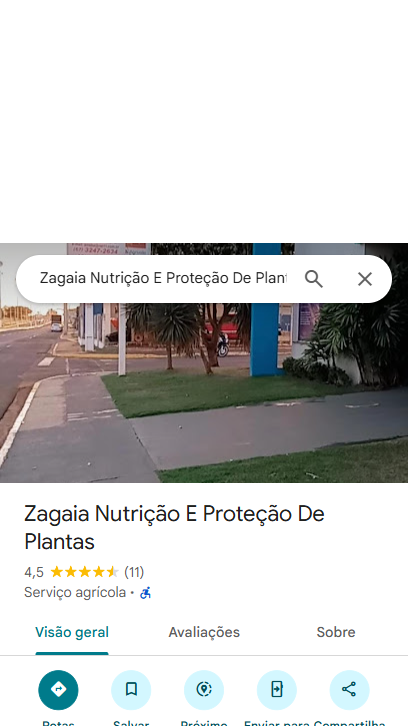 Zagaia Nutrição E Proteção De Plant
Zagaia Nutrição E Proteção De
Plantas
4,5 (11)
Serviço agrícola ·
Visão geral Avaliações Sobre
Rotas Salvar Próximo Enviar para Compartilha